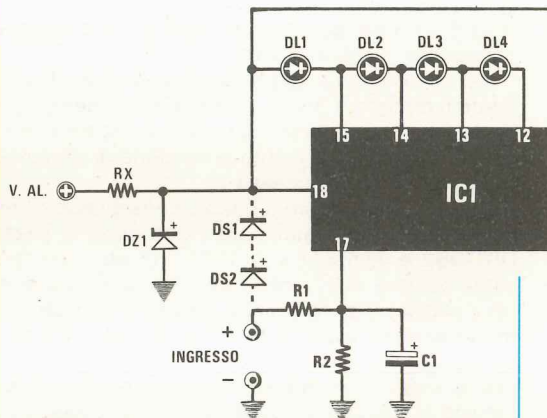 DL1 DL2 DL3 DL4
15 14 13 12
V. AL. RX 18 IC1
DZ1 DS1 17
DS2
R1
+
INGRESSO R2 C1
−